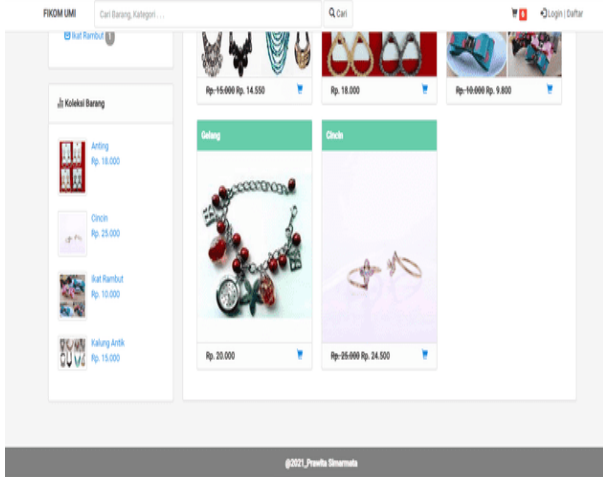 FIKOM UMI
Cari Barang, Kategori . . .
Cari
0
Login | Daftar
Ikat Rambut 1
Rp. 15.000 Rp. 14.550
Rp. 18.000
Rp. 10.000 Rp. 9.800
Koleksi Barang
Anting
Rp. 18.000
Cincin
Rp. 25.000
Ikat Rambut
Rp. 10.000
Kalung Antik
Rp. 15.000
Gelang
Cincin
Rp. 20.000
Rp. 25.000 Rp. 24.500
@2021_Prawita Simarmata